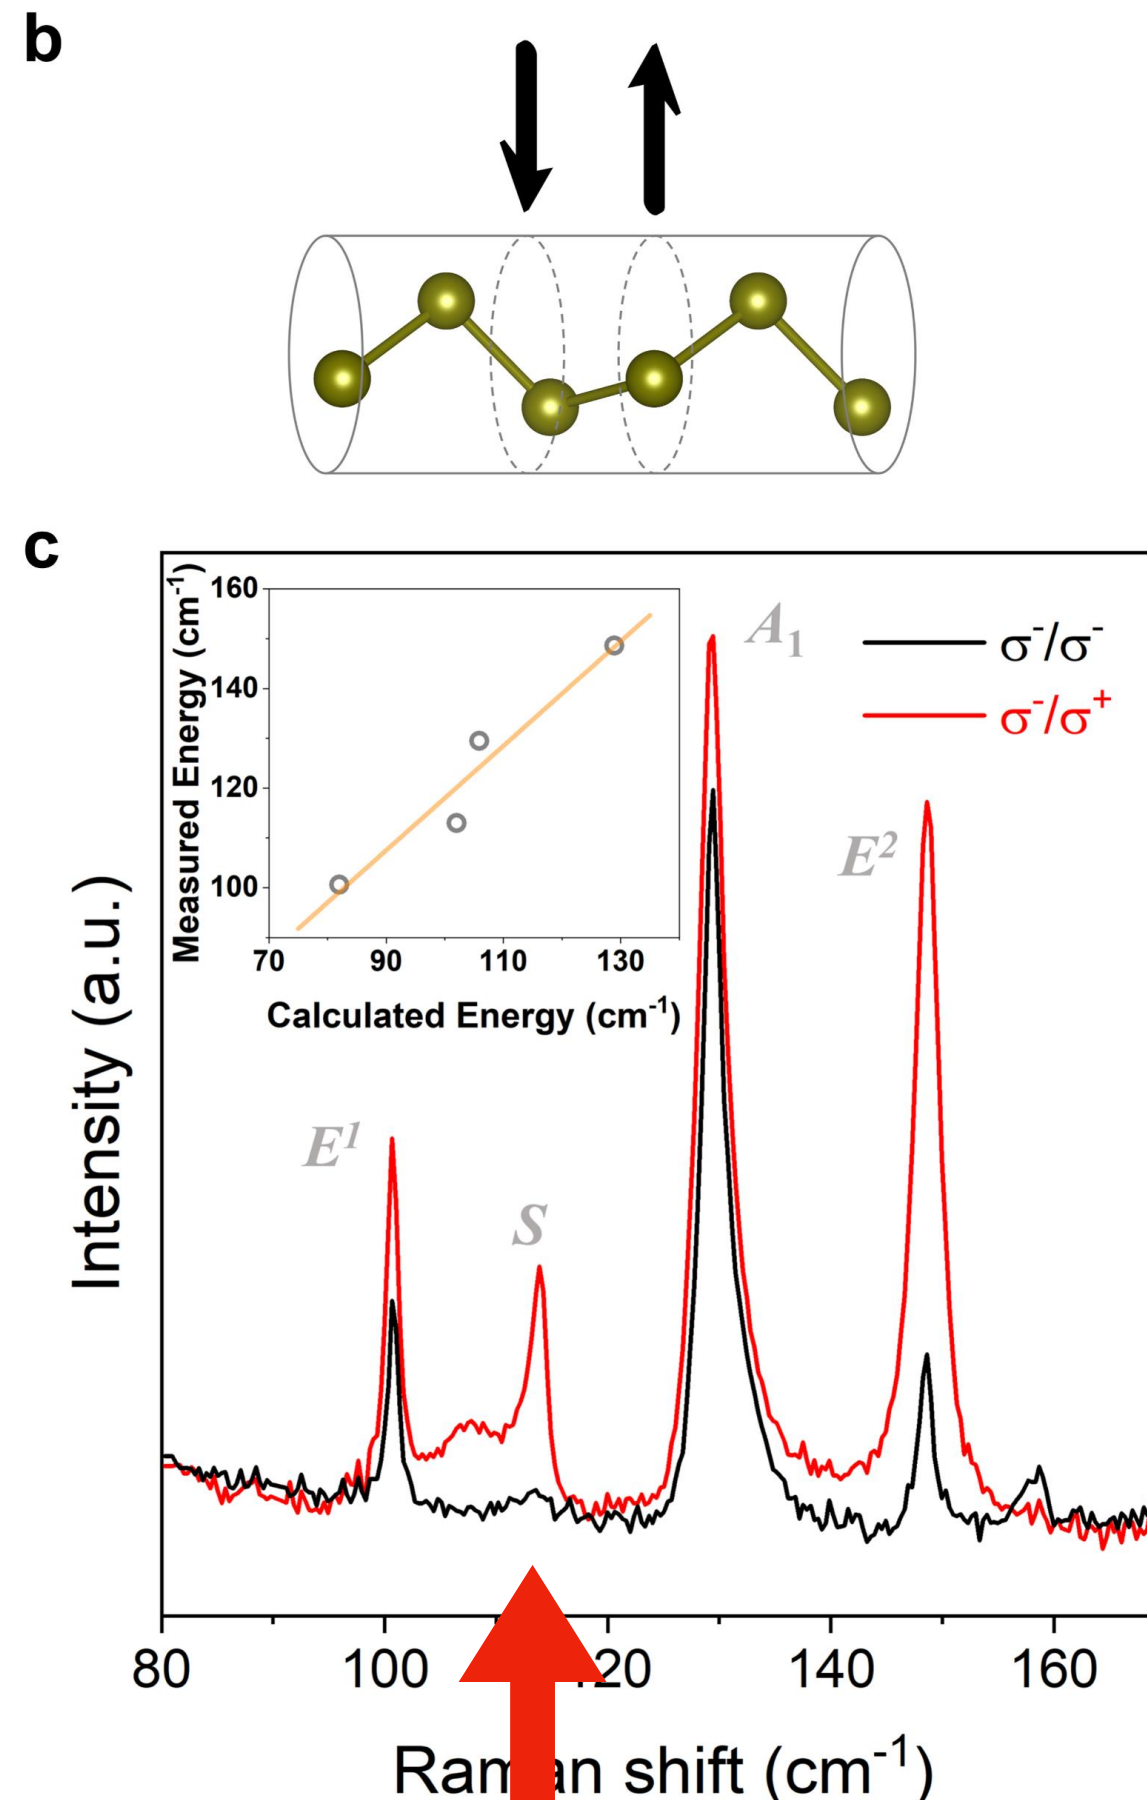 b
c
Measured Energy (cm⁻¹)
160
140
120
100
70 90 110 130
Calculated Energy (cm⁻¹)
A₁
σ⁻/σ⁻
σ⁻/σ⁺
E²
E¹
S
Intensity (a.u.)
80 100 120 140 160
Raman shift (cm⁻¹)